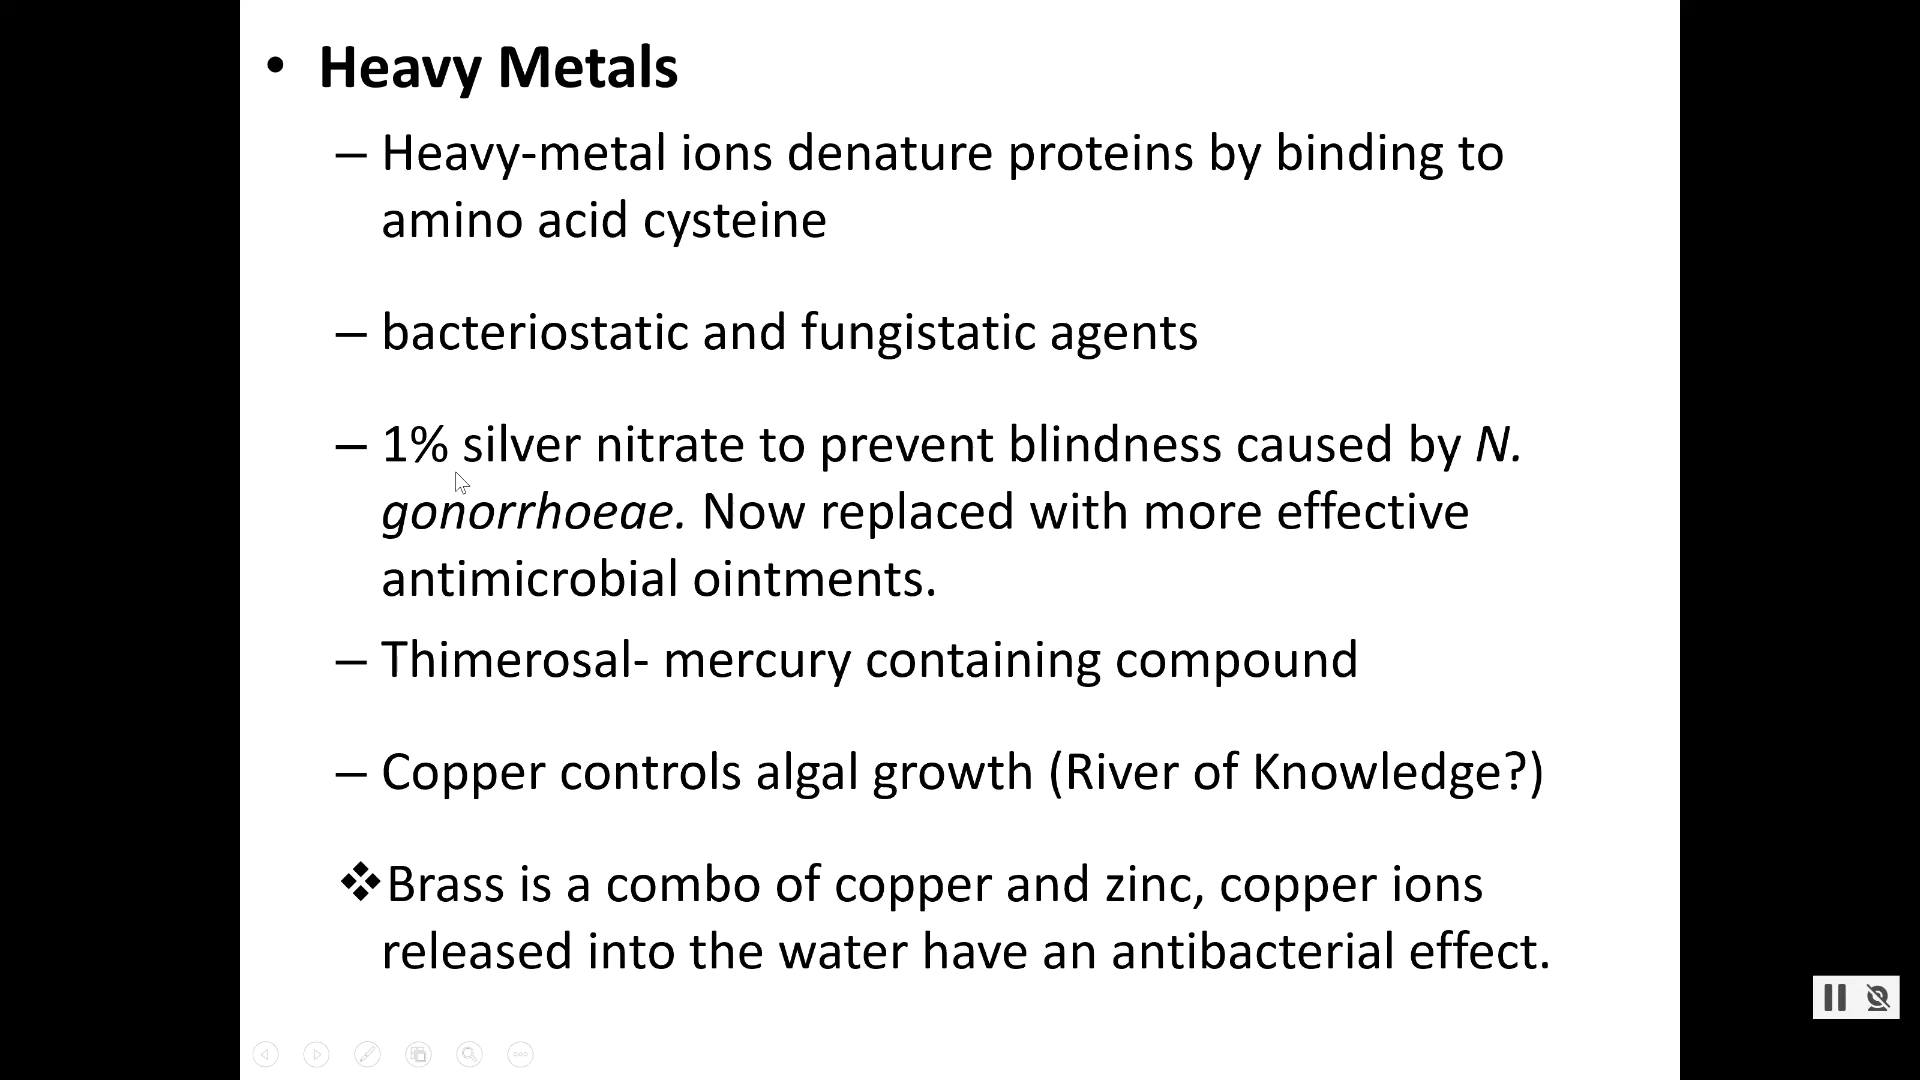 • Heavy Metals
– Heavy-metal ions denature proteins by binding to
amino acid cysteine
– bacteriostatic and fungistatic agents
– 1% silver nitrate to prevent blindness caused by N.
gonorrhoeae. Now replaced with more effective
antimicrobial ointments.
– Thimerosal- mercury containing compound
– Copper controls algal growth (River of Knowledge?)
❖Brass is a combo of copper and zinc, copper ions
released into the water have an antibacterial effect.